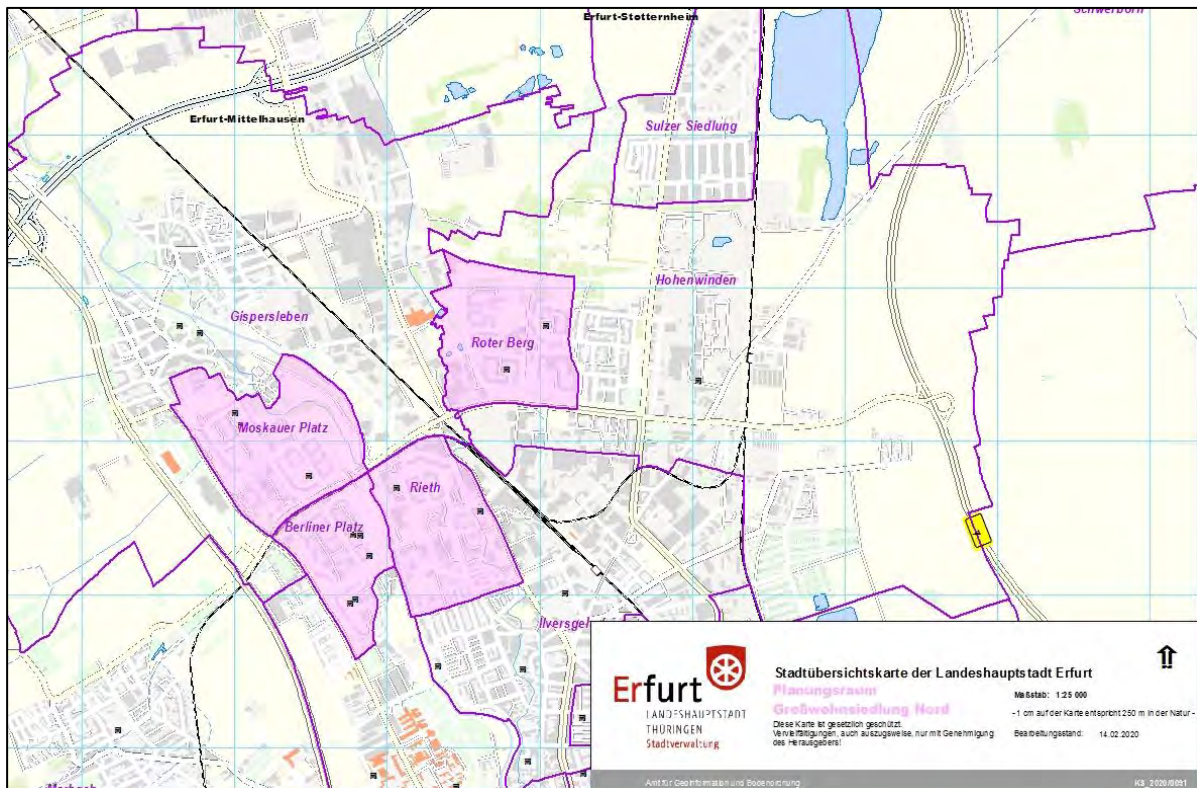 Erfurt-Stotternheim
Schwerborn
Erfurt-Mittelhausen
Sulzer Siedlung
Hohenwinden
Gispersleben
Roter Berg
Moskauer Platz
Rieth
Berliner Platz
Ilversge
Marbach
Erfurt
LANDESHAUPTSTADT
THÜRINGEN
Stadtverwaltung
Stadtübersichtskarte der Landeshauptstadt Erfurt
Planungsraum
Großwohnsiedlung Nord
Diese Karte ist gesetzlich geschützt.
Vervielfältigungen, auch auszugsweise, nur mit Genehmigung
des Herausgebers!
Maßstab: 1:25 000
- 1 cm auf der Karte entspricht 250 m in der Natur -
Bearbeitungsstand: 14.02.2020
Amt für Geoinformation und Bodenordnung
KS_2020/0091